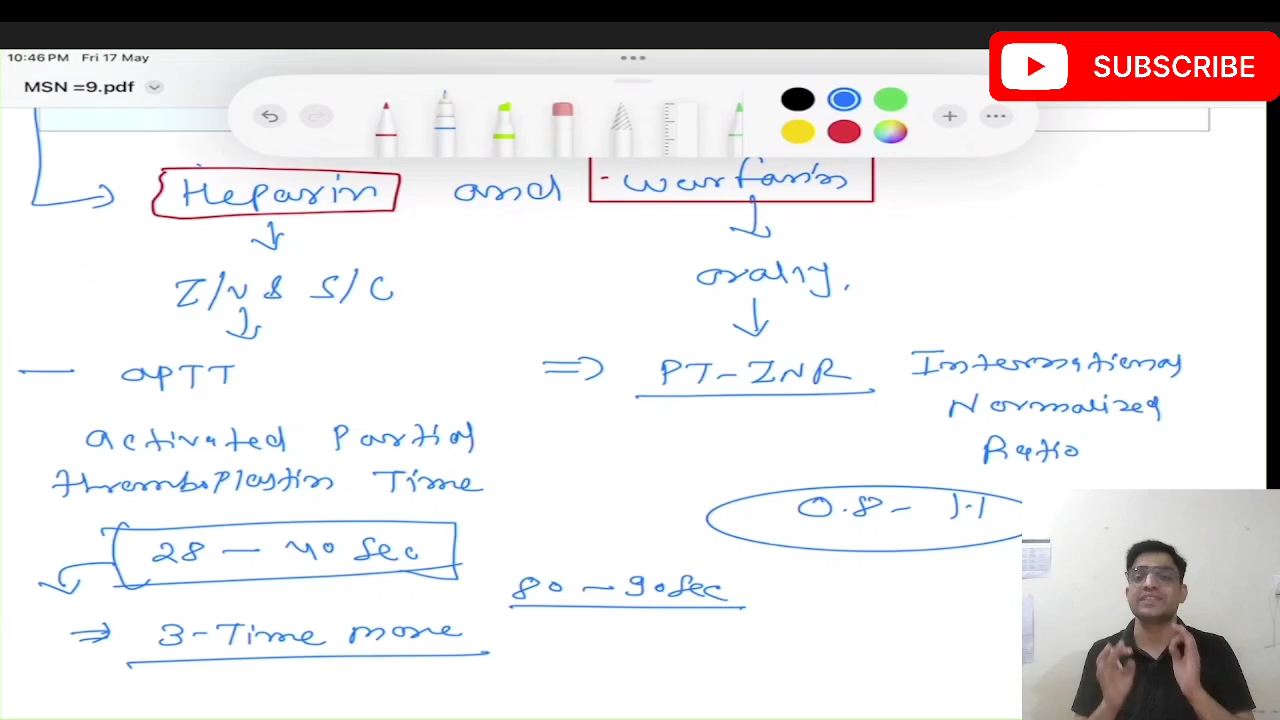 10:46 PM Fri 17 May
SUBSCRIBE
MSN =9.pdf
Heparin and warfarin
I/V & S/C
orally.
— aPTT
=> PT-INR
International
Normalized
Ratio
Activated Partial
thromboplastin Time
0.8 - 1.1
28 — 40 Sec
80 — 90 Sec
=> 3-Time more